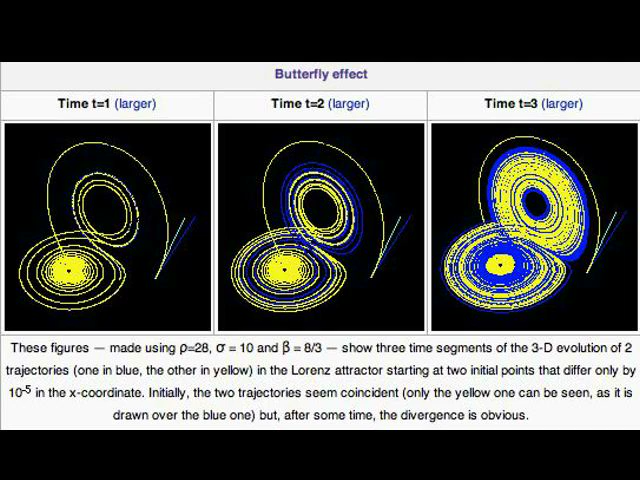 Butterfly effect
Time t=1 (larger)
Time t=2 (larger)
Time t=3 (larger)
These figures — made using ρ=28, σ = 10 and β = 8/3 — show three time segments of the 3-D evolution of 2
trajectories (one in blue, the other in yellow) in the Lorenz attractor starting at two initial points that differ only by
10-5 in the x-coordinate. Initially, the two trajectories seem coincident (only the yellow one can be seen, as it is
drawn over the blue one) but, after some time, the divergence is obvious.